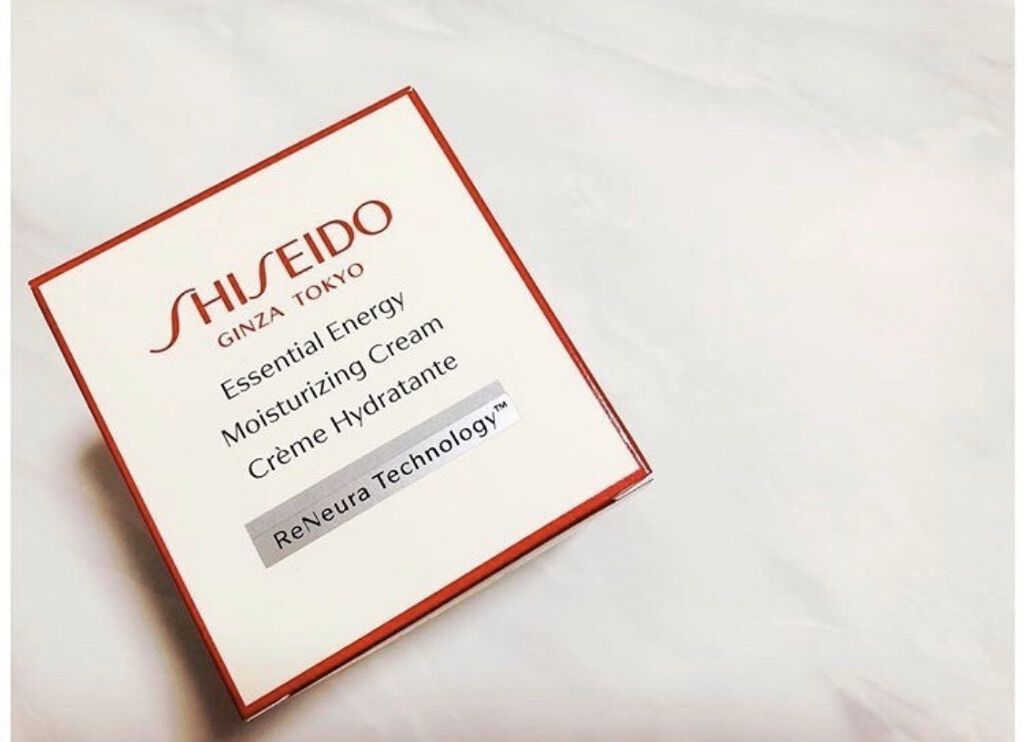 SHISEIDO
GINZA TOKYO
Essential Energy
Moisturizing Cream
Crème Hydratante
ReNeura Technology™